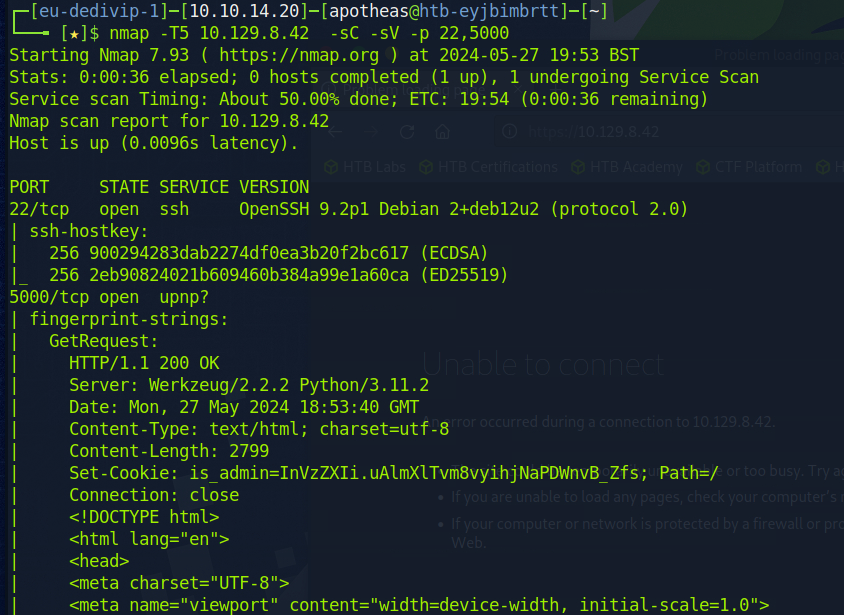 ┌─[eu-dedivip-1]─[10.10.14.20]─[apotheas@htb-eyjbimbrtt]─[~]
└──╼ [★]$ nmap -T5 10.129.8.42  -sC -sV -p 22,5000
Starting Nmap 7.93 ( https://nmap.org ) at 2024-05-27 19:53 BST
Problem loading pa
Stats: 0:00:36 elapsed; 0 hosts completed (1 up), 1 undergoing Service Scan
Service scan Timing: About 50.00% done; ETC: 19:54 (0:00:36 remaining)
Nmap scan report for 10.129.8.42
Host is up (0.0096s latency).
https://10.129.8.42
HTB Labs HTB Certifications HTB Academy CTF Platform H
PORT     STATE SERVICE VERSION
22/tcp   open  ssh     OpenSSH 9.2p1 Debian 2+deb12u2 (protocol 2.0)
| ssh-hostkey:
|   256 900294283dab2274df0ea3b20f2bc617 (ECDSA)
|_  256 2eb90824021b609460b384a99e1a60ca (ED25519)
5000/tcp open  upnp?
| fingerprint-strings:
|   GetRequest:
|     HTTP/1.1 200 OK
|     Server: Werkzeug/2.2.2 Python/3.11.2
|     Date: Mon, 27 May 2024 18:53:40 GMT
|     Content-Type: text/html; charset=utf-8
|     Content-Length: 2799
|     Set-Cookie: is_admin=InVzZXIi.uAlmXlTvm8vyihjNaPDWnvB_Zfs; Path=/
|     Connection: close
|     <!DOCTYPE html>
|     <html lang="en">
|     <head>
|     <meta charset="UTF-8">
|     <meta name="viewport" content="width=device-width, initial-scale=1.0">
Unable to connect
error occurred during a connection to 10.129.8.42.
or too busy. Try
If you are unable to load any pages, check your computer's
If your computer or network is protected by a firewall or
Web.